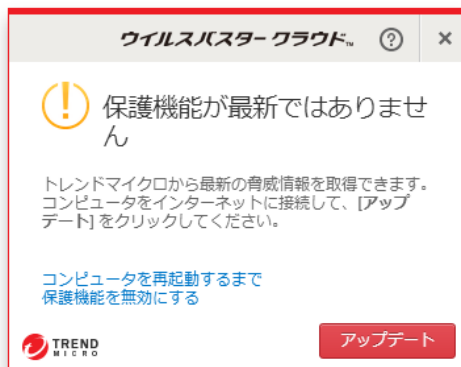 ウイルスバスター クラウド™ ? ×
保護機能が最新ではありませ
ん
トレンドマイクロから最新の脅威情報を取得できます。
コンピュータをインターネットに接続して、[アップ
デート] をクリックしてください。
コンピュータを再起動するまで
保護機能を無効にする
TREND
MICRO
アップデート